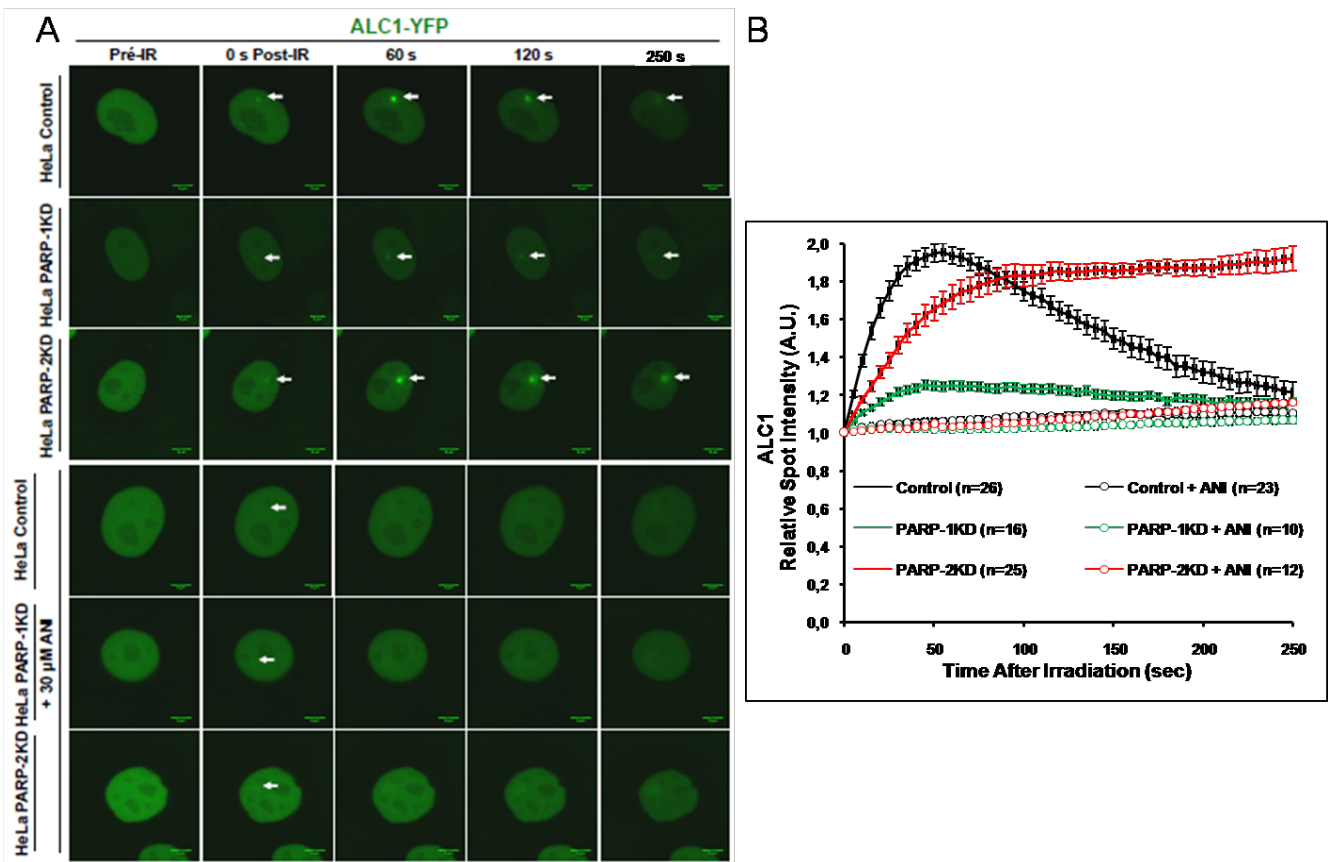 A
ALC1-YFP
Pré-IR
0 s Post-IR
60 s
120 s
250 s
HeLa Control
HeLa PARP-1KD
HeLa PARP-2KD
HeLa Control
HeLa PARP-1KD
HeLa PARP-2KD
+ 30 µM ANI
B
ALC1
Relative Spot Intensity (A.U.)
2,0
1,8
1,6
1,4
1,2
1,0
0,8
0,6
0,4
0,2
0,0
Control (n=26)
Control + ANI (n=23)
PARP-1KD (n=16)
PARP-1KD + ANI (n=10)
PARP-2KD (n=25)
PARP-2KD + ANI (n=12)
0
50
100
150
200
250
Time After Irradiation (sec)